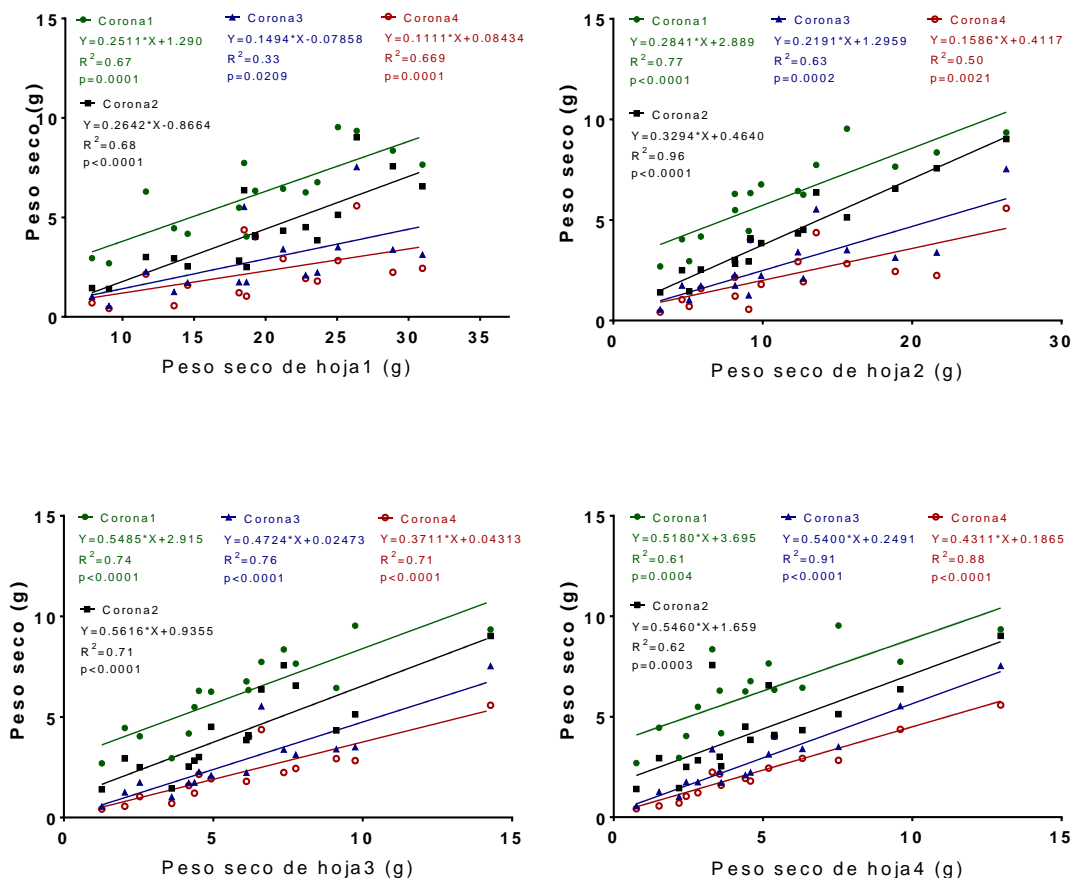 Corona1
Y=0.2511*X+1.290
R²=0.67
p=0.0001
Corona3
Y=0.1494*X-0.07858
R²=0.33
p=0.0209
Corona4
Y=0.1111*X+0.08434
R²=0.669
p=0.0001
Corona2
Y=0.2642*X-0.8664
R²=0.68
p<0.0001
Peso seco (g)
15
10
5
0
10 15 20 25 30 35
Peso seco de hoja1 (g)
Corona1
Y=0.2841*X+2.889
R²=0.77
p<0.0001
Corona3
Y=0.2191*X+1.2959
R²=0.63
p=0.0002
Corona4
Y=0.1586*X+0.4117
R²=0.50
p=0.0021
Corona2
Y=0.3294*X+0.4640
R²=0.96
p<0.0001
Peso seco (g)
15
10
5
0
0 10 20 30
Peso seco de hoja2 (g)
Corona1
Y=0.5485*X+2.915
R²=0.74
p<0.0001
Corona3
Y=0.4724*X+0.02473
R²=0.76
p<0.0001
Corona4
Y=0.3711*X+0.04313
R²=0.71
p<0.0001
Corona2
Y=0.5616*X+0.9355
R²=0.71
p<0.0001
Peso seco (g)
15
10
5
0
0 5 10 15
Peso seco de hoja3 (g)
Corona1
Y=0.5180*X+3.695
R²=0.61
p=0.0004
Corona3
Y=0.5400*X+0.2491
R²=0.91
p<0.0001
Corona4
Y=0.4311*X+0.1865
R²=0.88
p<0.0001
Corona2
Y=0.5460*X+1.659
R²=0.62
p=0.0003
Peso seco (g)
15
10
5
0
0 5 10 15
Peso seco de hoja4 (g)